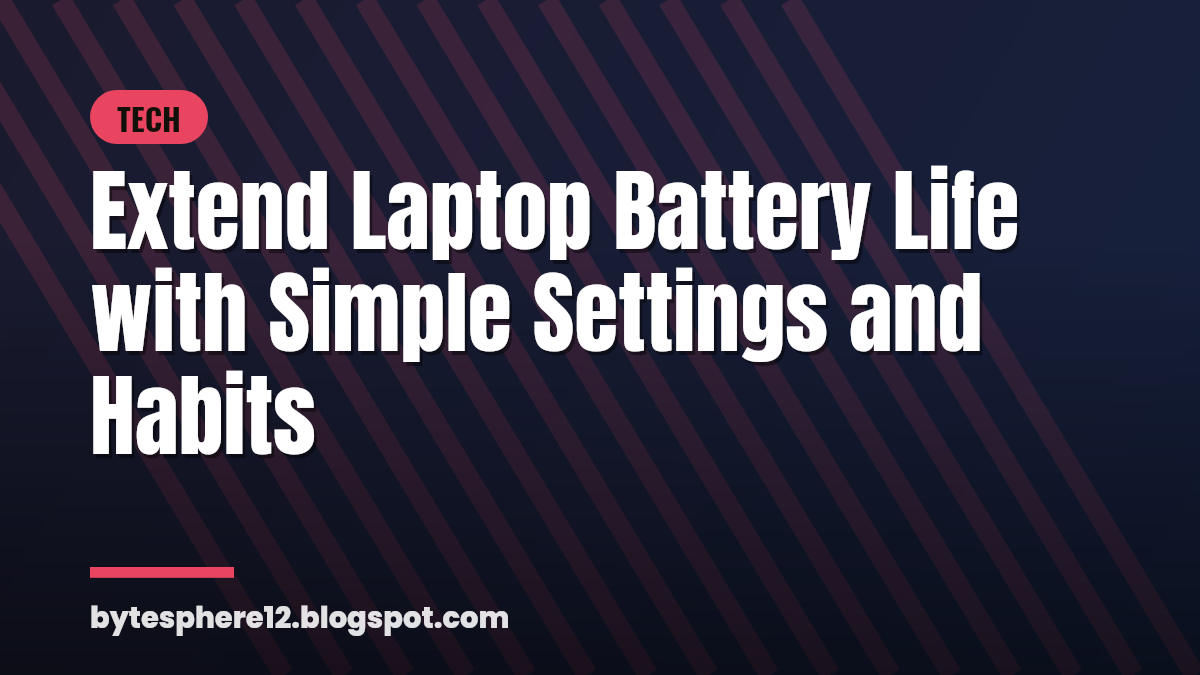 TECH
Extend Laptop Battery Life
with Simple Settings and
Habits
bytesphere12.blogspot.com